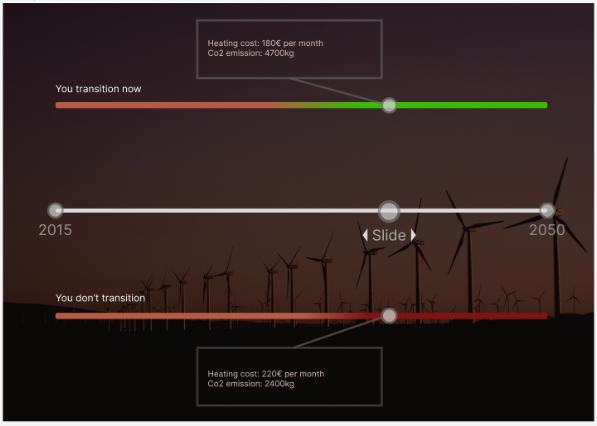 Heating cost: 180€ per month
Co2 emission: 4700kg
You transition now
2015
Slide
2050
You don't transition
Heating cost: 220€ per month
Co2 emission: 2400kg